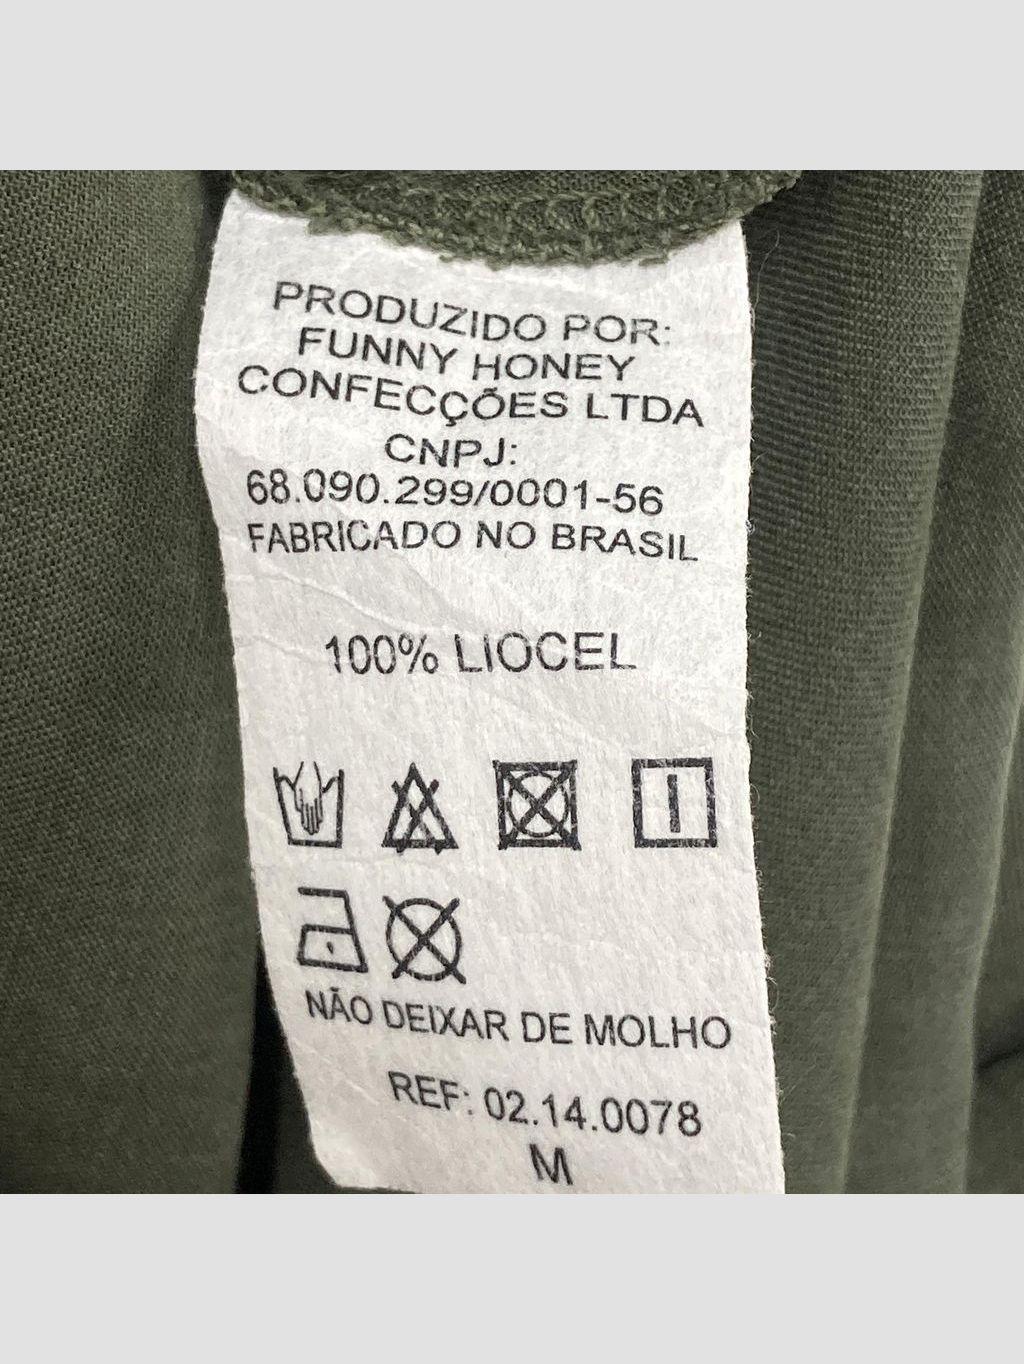 PRODUZIDO POR:
FUNNY HONEY
CONFECÇÕES LTDA
CNPJ:
68.090.299/0001-56
FABRICADO NO BRASIL
100% LIOCEL
NÃO DEIXAR DE MOLHO
REF: 02.14.0078
M